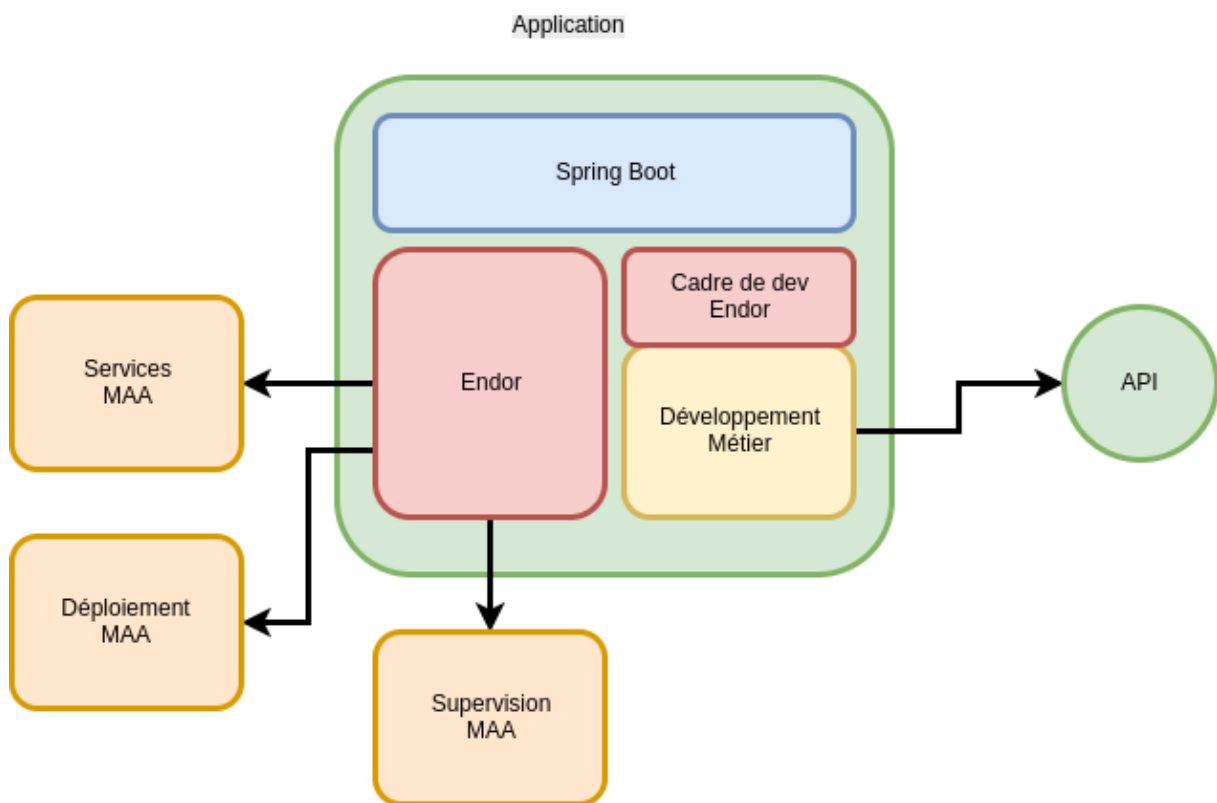 Application
Spring Boot
Cadre de dev
Endor
Services
MAA
Endor
Développement
Métier
API
Déploiement
MAA
Supervision
MAA